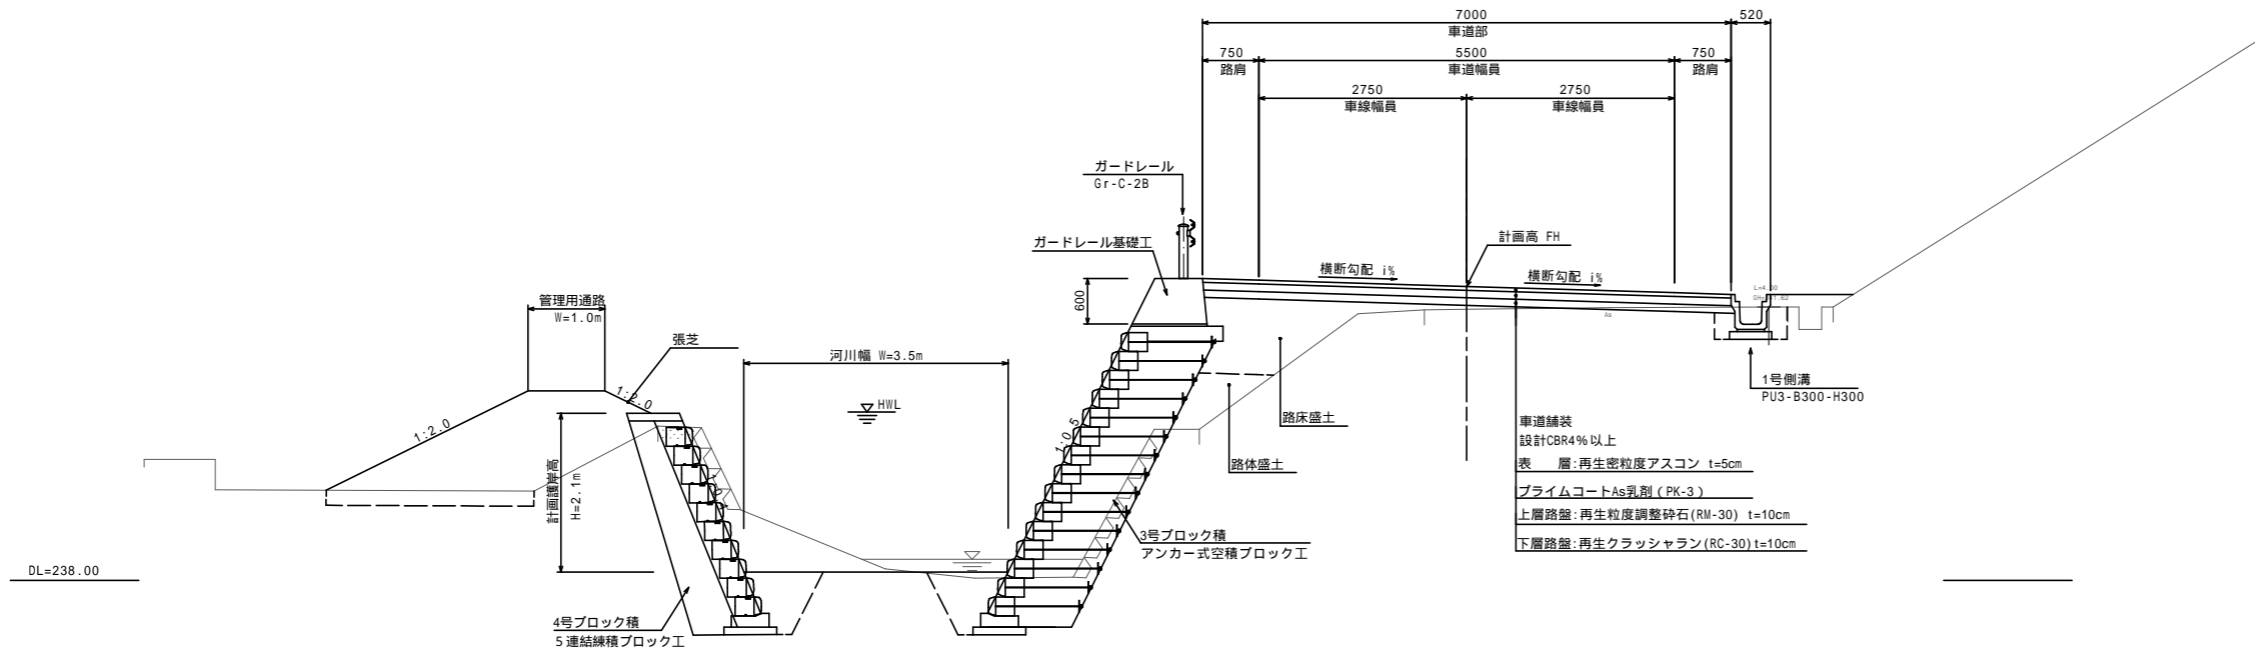 7000
520
車道部
750
5500
750
路肩
車道幅員
路肩
2750
2750
車線幅員
車線幅員
ガードレール
Gr-C-2B
ガードレール基礎工
計画高 FH
横断勾配 i%
横断勾配 i%
600
L=4.00
管理用通路
W=1.0m
張芝
1:2.0
1:2.0
河川幅 W=3.5m
HWL
1:0.5
計画護岸高
H=2.1m
As
1号側溝
PU3-B300-H300
路床盛土
路体盛土
車道舗装
設計CBR4%以上
表　　層:再生密粒度アスコン t=5cm
プライムコートAs乳剤(PK-3)
上層路盤:再生粒度調整砕石(RM-30) t=10cm
下層路盤:再生クラッシャラン(RC-30)t=10cm
3号ブロック積
アンカー式空積ブロック工
DL=238.00
4号ブロック積
5連結練積ブロック工